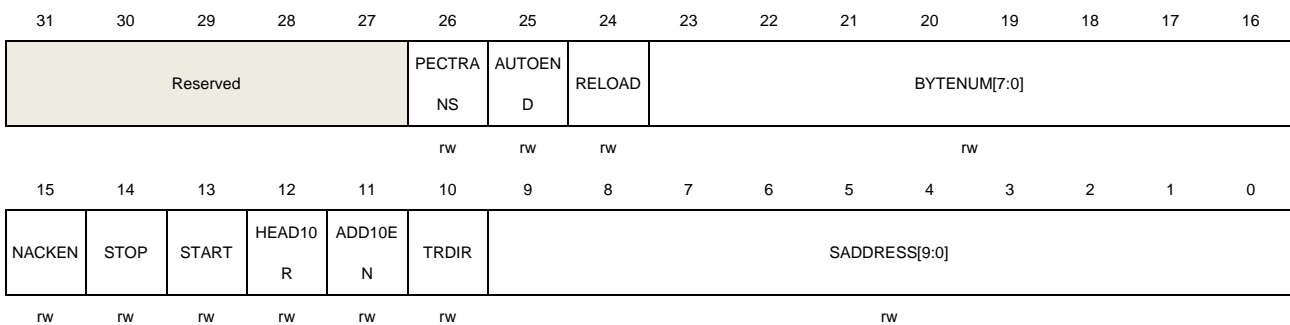 31 30 29 28 27 26 25 24 23 22 21 20 19 18 17 16
Reserved PECTRA AUTOEN RELOAD BYTENUM[7:0]
NS D
rw rw rw rw
15 14 13 12 11 10 9 8 7 6 5 4 3 2 1 0
NACKEN STOP START HEAD10 ADD10E TRDIR SADDRESS[9:0]
R N
rw rw rw rw rw rw rw